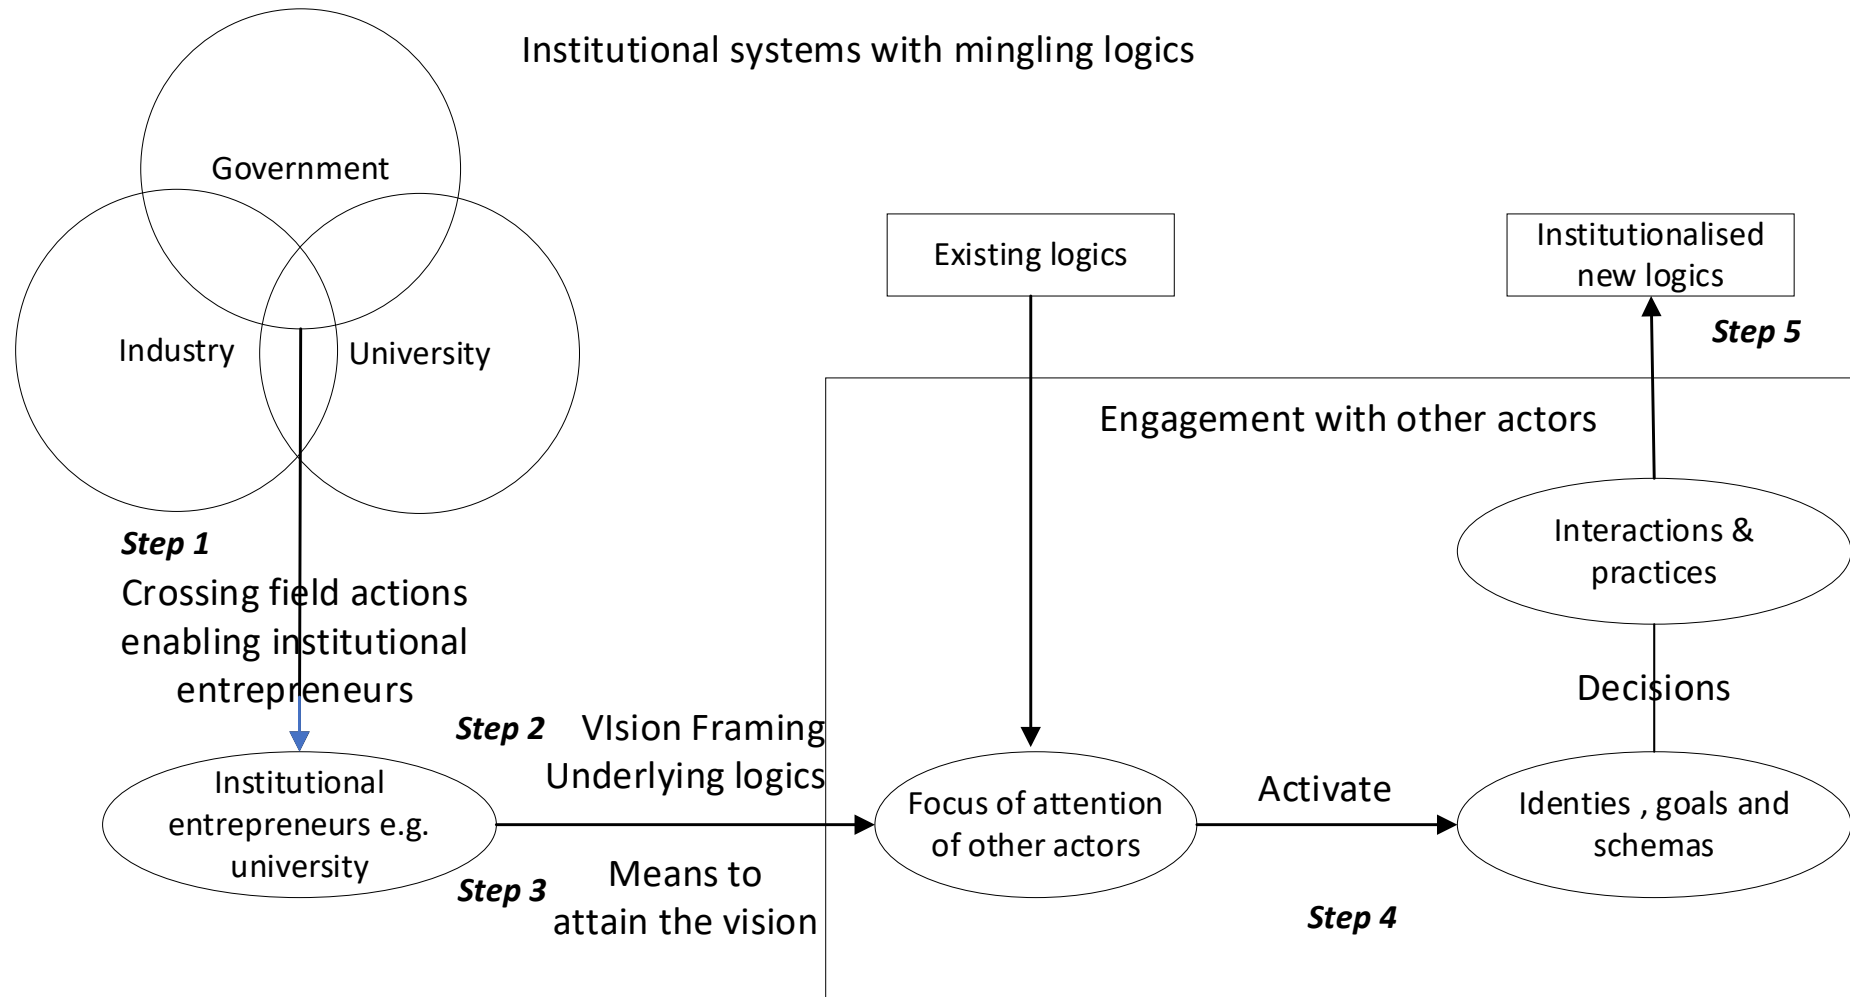 Institutional systems with mingling logics
Government
Industry
University
Existing logics
Institutionalised
new logics
Step 5
Engagement with other actors
Step 1
Crossing field actions
enabling institutional
entrepreneurs
Interactions &
practices
Decisions
Step 2
VIsion Framing
Underlying logics
Institutional
entrepreneurs e.g.
university
Focus of attention
of other actors
Activate
Identies , goals and
schemas
Step 3
Means to
attain the vision
Step 4